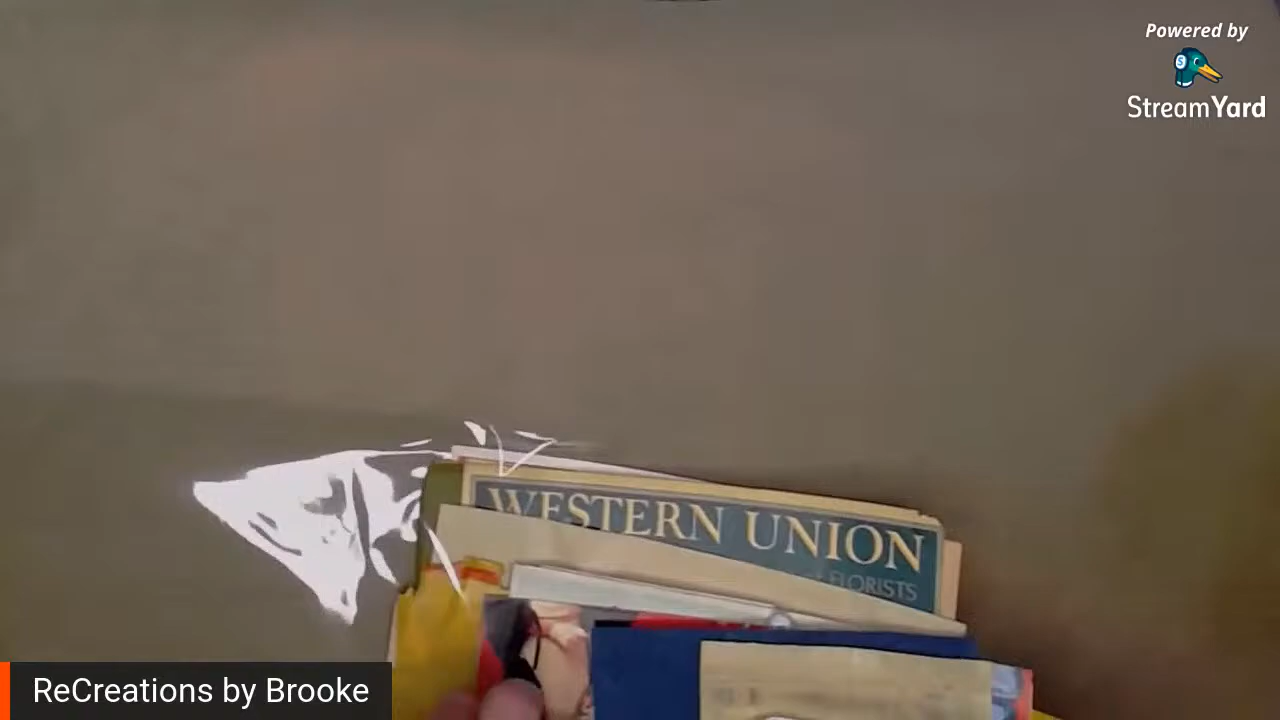 Powered by
StreamYard
WESTERN UNION
FLORISTS
ReCreations by Brooke